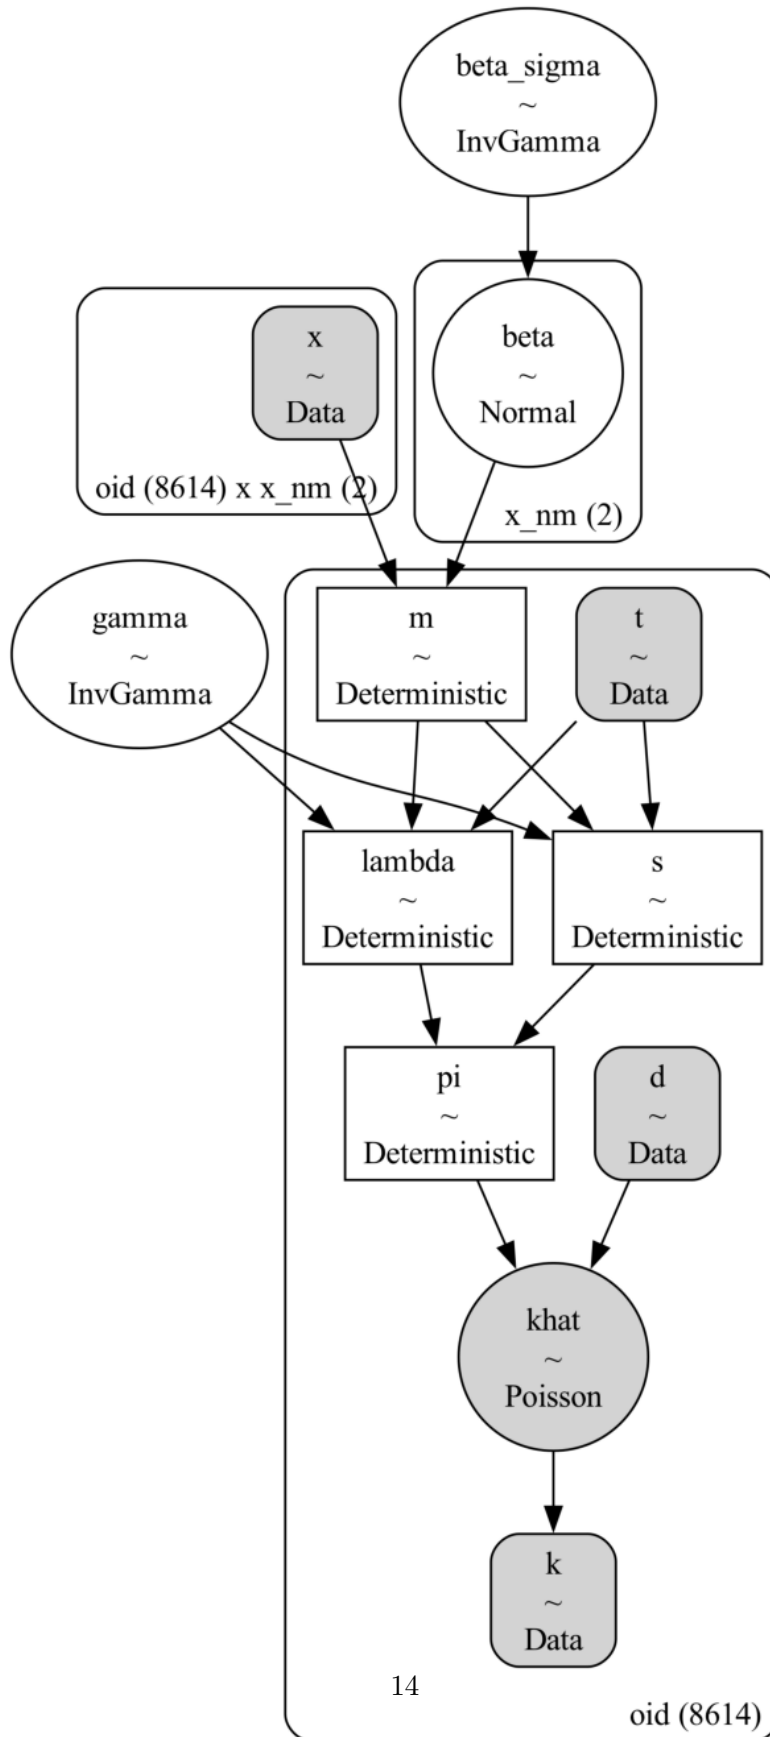 beta_sigma
~
InvGamma
x
~
Data
oid (8614) x x_nm (2)
beta
~
Normal
x_nm (2)
gamma
~
InvGamma
m
~
Deterministic
t
~
Data
lambda
~
Deterministic
s
~
Deterministic
pi
~
Deterministic
d
~
Data
khat
~
Poisson
k
~
Data
14
oid (8614)